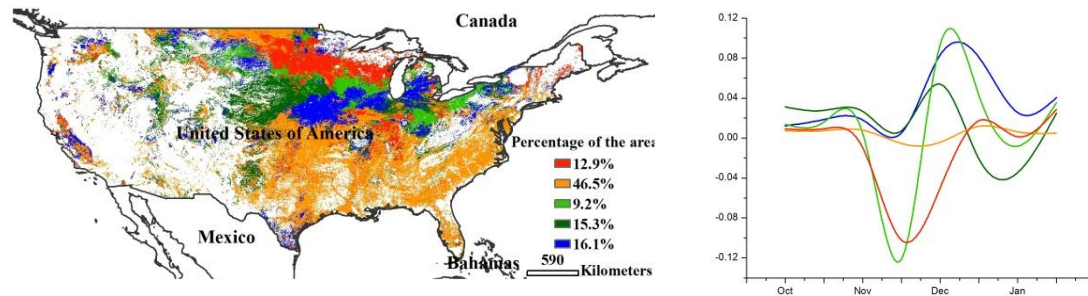 Canada
United States of America
Percentage of the area
12.9%
46.5%
9.2%
15.3%
16.1%
Mexico
Bahamas
590
Kilometers
0.12
0.08
0.04
0.00
-0.04
-0.08
-0.12
Oct Nov Dec Jan